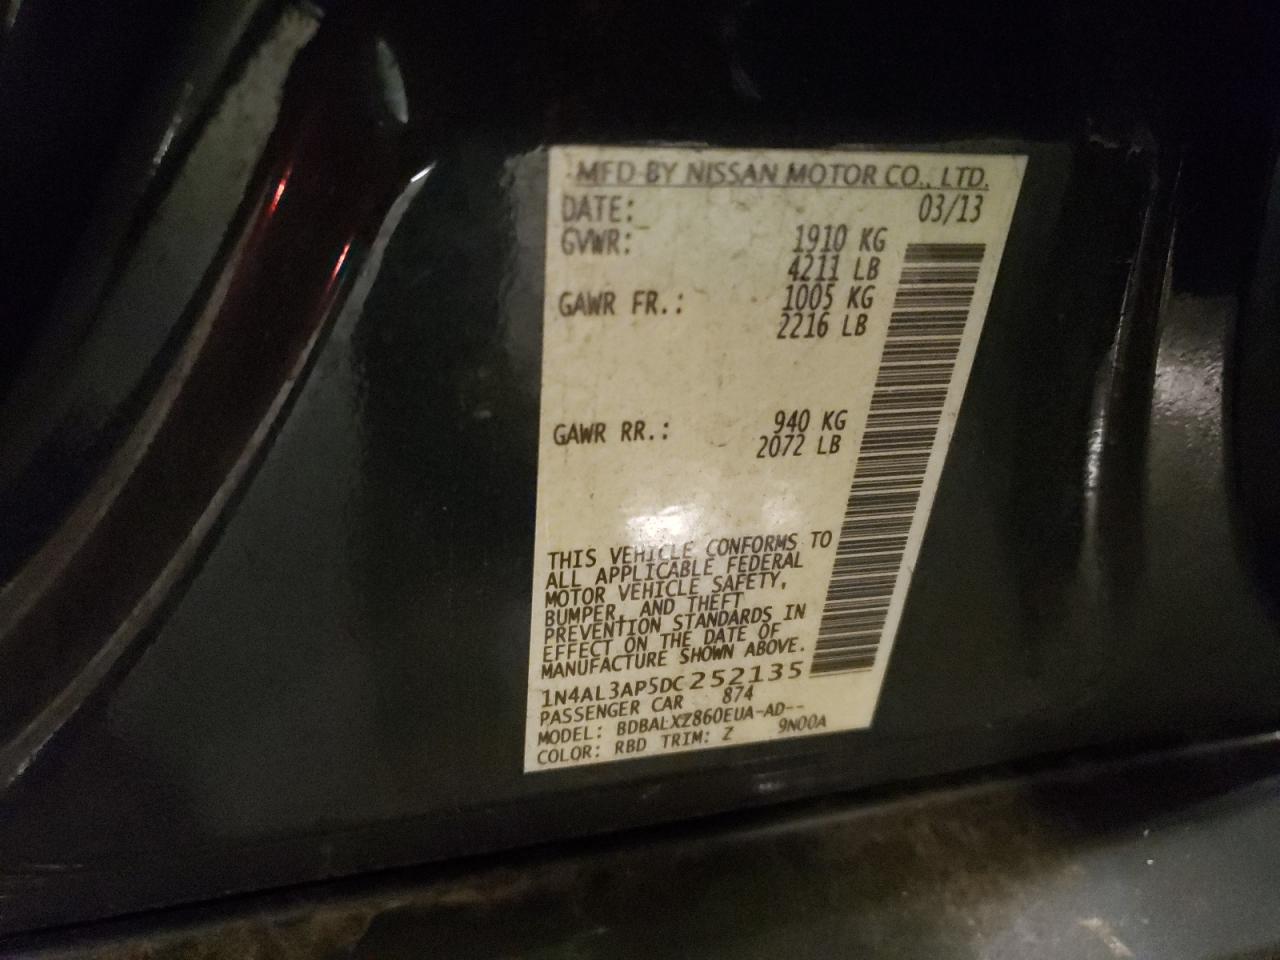 MFD BY NISSAN MOTOR CO., LTD.
DATE: 03/13
GVWR: 1910 KG
4211 LB
GAWR FR.: 1005 KG
2216 LB
GAWR RR.: 940 KG
2072 LB
THIS VEHICLE CONFORMS TO
ALL APPLICABLE FEDERAL
MOTOR VEHICLE SAFETY,
BUMPER, AND THEFT
PREVENTION STANDARDS IN
EFFECT ON THE DATE OF
MANUFACTURE SHOWN ABOVE.
1N4AL3AP5DC252135
PASSENGER CAR 874
MODEL: BDBALXZ860EUA-AD--
COLOR: RBD TRIM: Z 9N00A